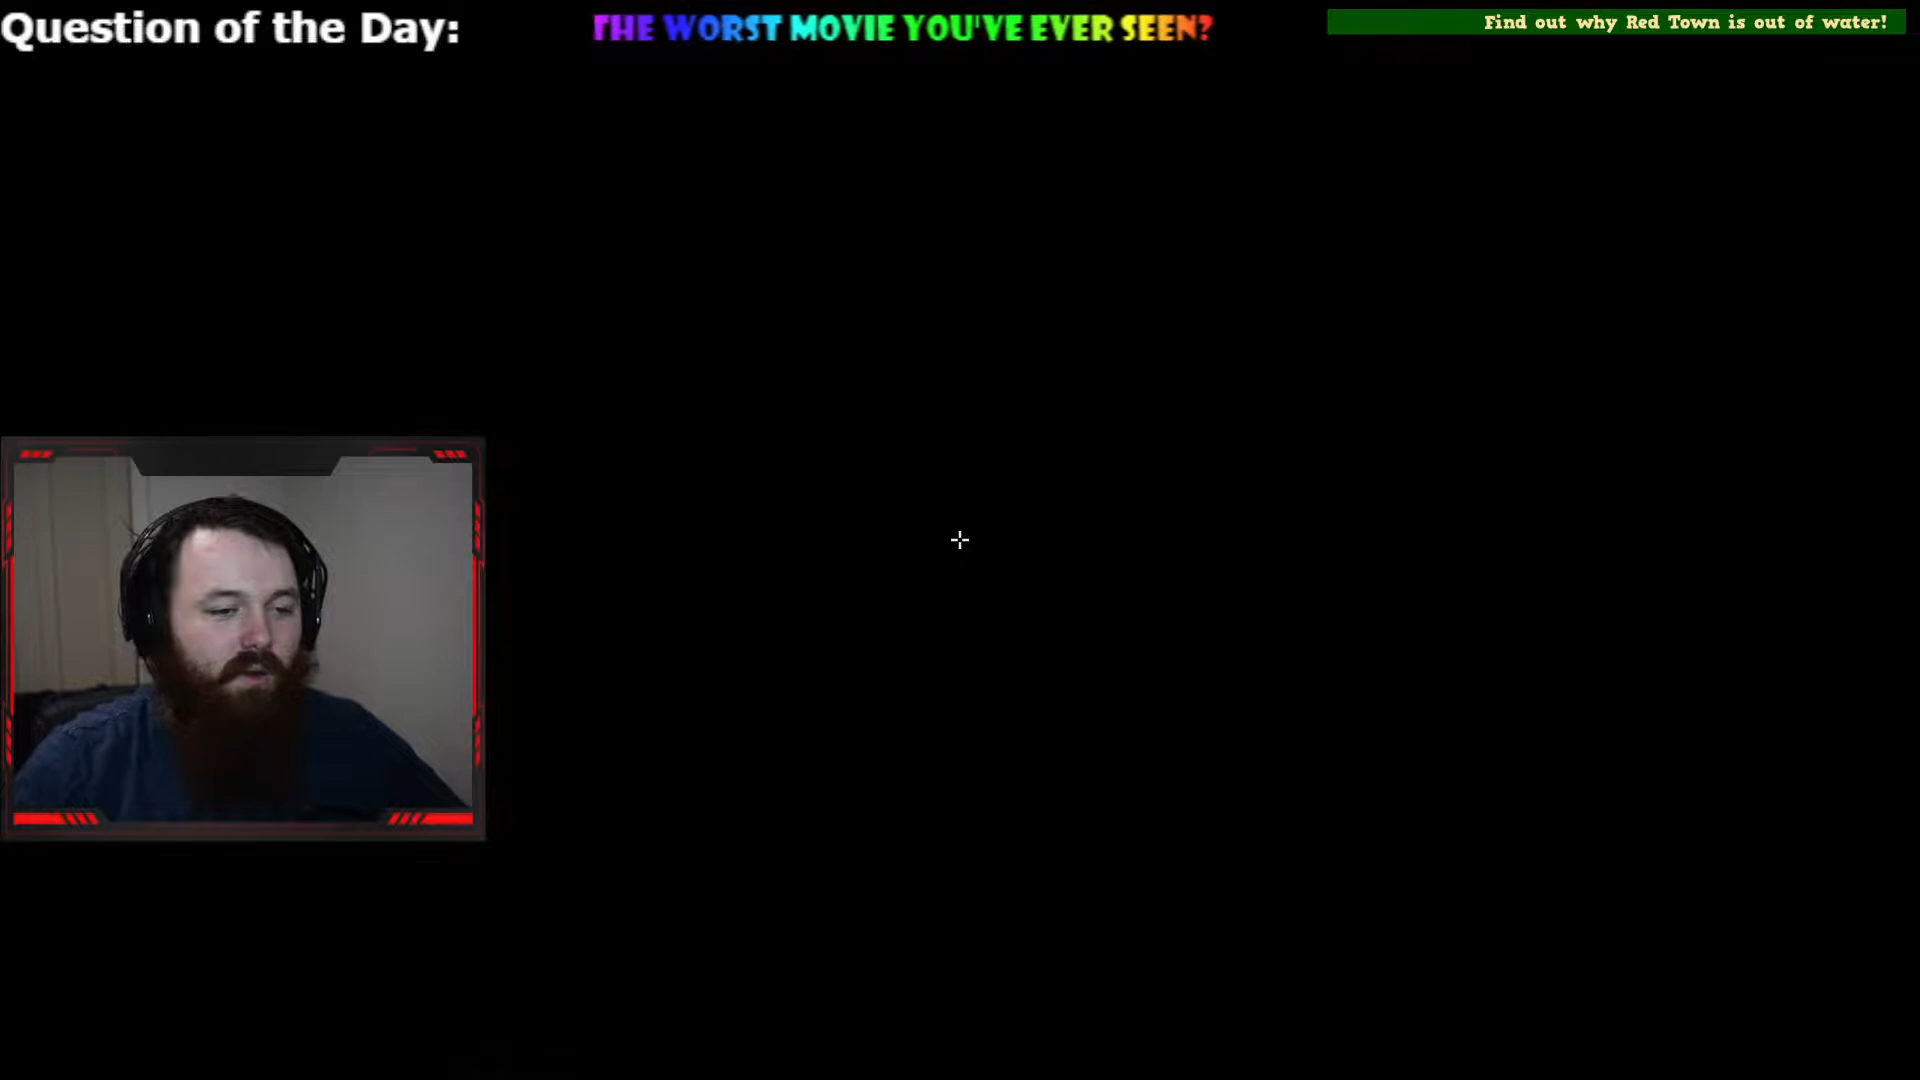 Question of the Day:
THE WORST MOVIE YOU'VE EVER SEEN?
Find out why Red Town is out of water!